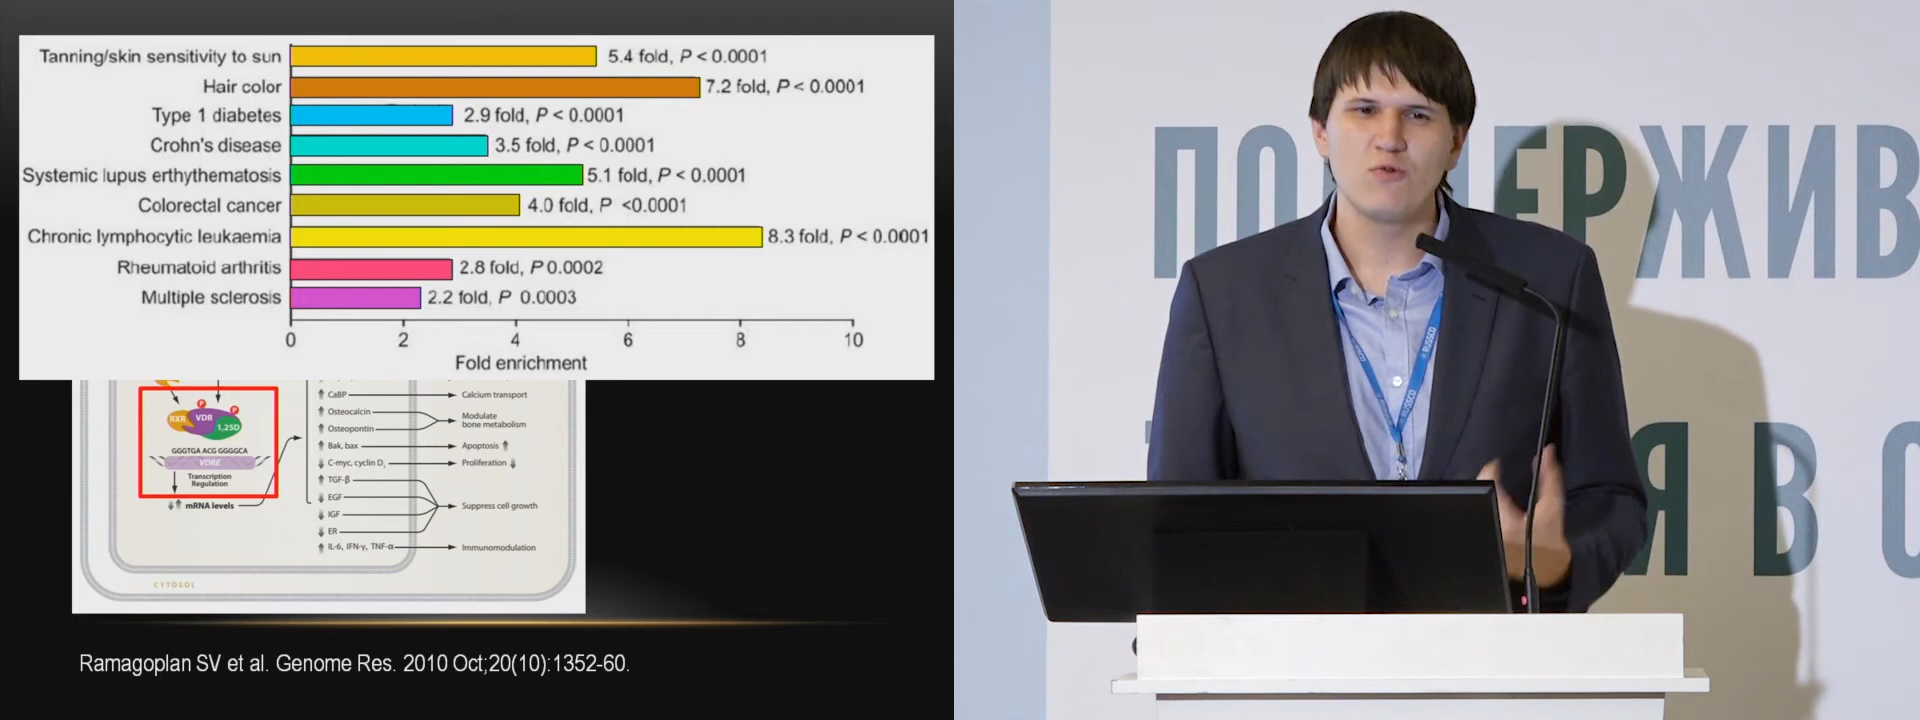 Tanning/skin sensitivity to sun 5.4 fold, P < 0.0001
Hair color 7.2 fold, P < 0.0001
Type 1 diabetes 2.9 fold, P < 0.0001
Crohn's disease 3.5 fold, P < 0.0001
Systemic lupus erthythematosis 5.1 fold, P < 0.0001
Colorectal cancer 4.0 fold, P <0.0001
Chronic lymphocytic leukaemia 8.3 fold, P < 0.0001
Rheumatoid arthritis 2.8 fold, P 0.0002
Multiple sclerosis 2.2 fold, P 0.0003
0 2 4 6 8 10
Fold enrichment
P
P
RXR VDR 1,25D
GGGTGA ACG GGGGCA
VDRE
Transcription
Regulation
mRNA levels
CaBP Calcium transport
Osteocalcin
Osteopontin
Modulate
bone metabolism
Bak, bax Apoptosis
C-myc, cyclin D1 Proliferation
TGF-β
EGF
IGF
ER
Suppress cell growth
IL-6, IFN-γ, TNF-α Immunomodulation
CYTOSOL
Ramagoplan SV et al. Genome Res. 2010 Oct;20(10):1352-60.
RUSSCO
RUSSCO
Я В